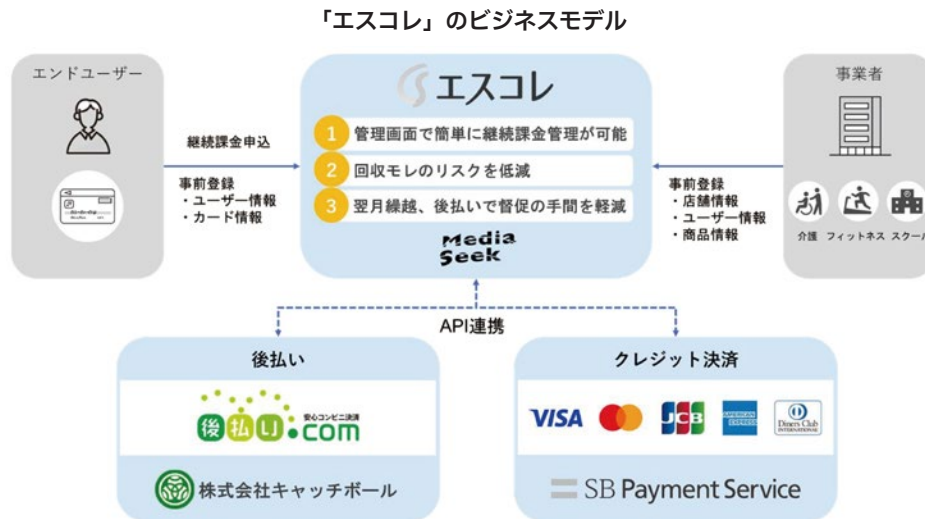 「エスコレ」のビジネスモデル
エンドユーザー
継続課金申込
事前登録
・ユーザー情報
・カード情報
エスコレ
1 管理画面で簡単に継続課金管理が可能
2 回収モレのリスクを低減
3 翌月繰越、後払いで督促の手間を軽減
Media
Seek
事業者
事前登録
・店舗情報
・ユーザー情報
・商品情報
介護 フィットネス スクール
API連携
後払い
安心コンビニ決済
後払い.com
株式会社キャッチボール
クレジット決済
VISA JCB AMERICAN EXPRESS Diners Club INTERNATIONAL
SB Payment Service